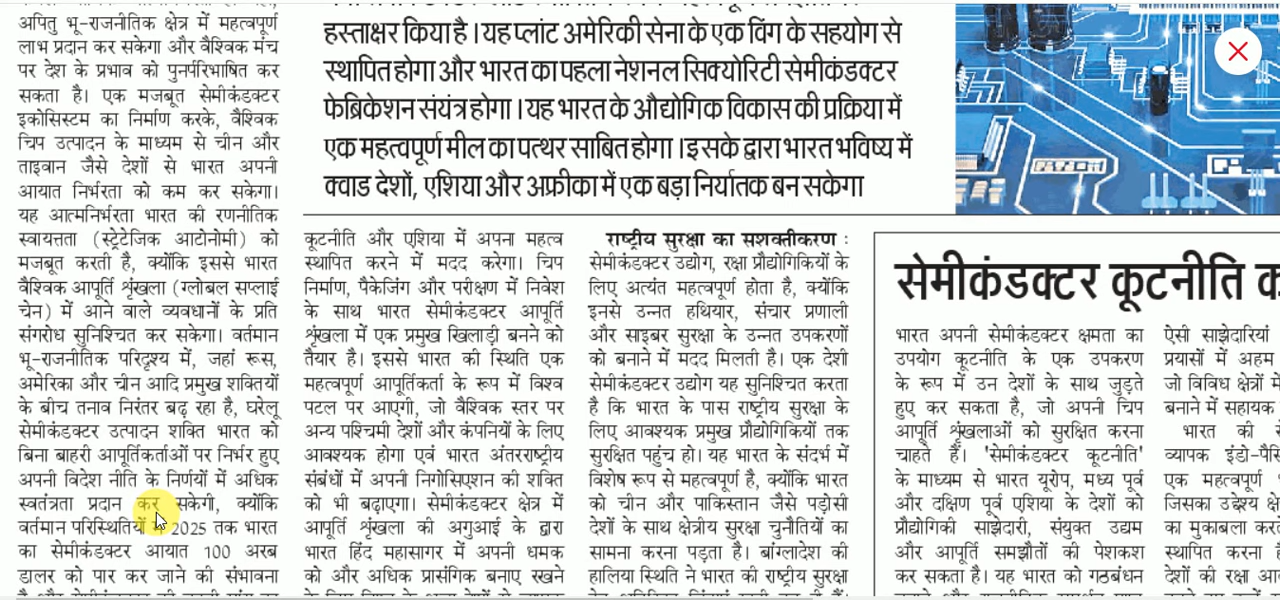 अपितु भू-राजनीतिक क्षेत्र में महत्वपूर्ण
लाभ प्रदान कर सकेगा और वैश्विक मंच
पर देश के प्रभाव को पुनर्परिभाषित कर
सकता है। एक मजबूत सेमीकंडक्टर
इकोसिस्टम का निर्माण करके, वैश्विक
चिप उत्पादन के माध्यम से चीन और
ताइवान जैसे देशों से भारत अपनी
आयात निर्भरता को कम कर सकेगा।
यह आत्मनिर्भरता भारत की रणनीतिक
स्वायत्तता (स्ट्रेटेजिक आटोनोमी) को
मजबूत करती है, क्योंकि इससे भारत
वैश्विक आपूर्ति शृंखला (ग्लोबल सप्लाई
चेन) में आने वाले व्यवधानों के प्रति
संगरोध सुनिश्चित कर सकेगा। वर्तमान
भू-राजनीतिक परिदृश्य में, जहां रूस,
अमेरिका और चीन आदि प्रमुख शक्तियों
के बीच तनाव निरंतर बढ़ रहा है, घरेलू
सेमीकंडक्टर उत्पादन शक्ति भारत को
बिना बाहरी आपूर्तिकर्ताओं पर निर्भर हुए
अपनी विदेश नीति के निर्णयों में अधिक
स्वतंत्रता प्रदान कर सकेगी, क्योंकि
वर्तमान परिस्थितियों में 2025 तक भारत
का सेमीकंडक्टर आयात 100 अरब
डालर को पार कर जाने की संभावना
हस्ताक्षर किया है । यह प्लांट अमेरिकी सेना के एक विंग के सहयोग से
स्थापित होगा और भारत का पहला नेशनल सिक्योरिटी सेमीकंडक्टर
फेब्रिकेशन संयंत्र होगा । यह भारत के औद्योगिक विकास की प्रक्रिया में
एक महत्वपूर्ण मील का पत्थर साबित होगा । इसके द्वारा भारत भविष्य में
क्वाड देशों, एशिया और अफ्रीका में एक बड़ा निर्यातक बन सकेगा
कूटनीति और एशिया में अपना महत्व
स्थापित करने में मदद करेगा। चिप
निर्माण, पैकेजिंग और परीक्षण में निवेश
के साथ भारत सेमीकंडक्टर आपूर्ति
शृंखला में एक प्रमुख खिलाड़ी बनने को
तैयार है। इससे भारत की स्थिति एक
महत्वपूर्ण आपूर्तिकर्ता के रूप में विश्व
पटल पर आएगी, जो वैश्विक स्तर पर
अन्य पश्चिमी देशों और कंपनियों के लिए
आवश्यक होगा एवं भारत अंतरराष्ट्रीय
संबंधों में अपनी निगोसिएशन की शक्ति
को भी बढ़ाएगा। सेमीकंडक्टर क्षेत्र में
आपूर्ति शृंखला की अगुआई के द्वारा
भारत हिंद महासागर में अपनी धमक
को और अधिक प्रासंगिक बनाए रखने
राष्ट्रीय सुरक्षा का सशक्तीकरण :
सेमीकंडक्टर उद्योग, रक्षा प्रौद्योगिकियों के
लिए अत्यंत महत्वपूर्ण होता है, क्योंकि
इनसे उन्नत हथियार, संचार प्रणाली
और साइबर सुरक्षा के उन्नत उपकरणों
को बनाने में मदद मिलती है। एक देशी
सेमीकंडक्टर उद्योग यह सुनिश्चित करता
है कि भारत के पास राष्ट्रीय सुरक्षा के
लिए आवश्यक प्रमुख प्रौद्योगिकियों तक
सुरक्षित पहुंच हो। यह भारत के संदर्भ में
विशेष रूप से महत्वपूर्ण है, क्योंकि भारत
को चीन और पाकिस्तान जैसे पड़ोसी
देशों के साथ क्षेत्रीय सुरक्षा चुनौतियों का
सामना करना पड़ता है। बांग्लादेश की
हालिया स्थिति ने भारत की राष्ट्रीय सुरक्षा
सेमीकंडक्टर कूटनीति
भारत अपनी सेमीकंडक्टर क्षमता का
उपयोग कूटनीति के एक उपकरण
के रूप में उन देशों के साथ जुड़ते
हुए कर सकता है, जो अपनी चिप
आपूर्ति शृंखलाओं को सुरक्षित करना
चाहते हैं। 'सेमीकंडक्टर कूटनीति'
के माध्यम से भारत यूरोप, मध्य पूर्व
और दक्षिण पूर्व एशिया के देशों को
प्रौद्योगिकी साझेदारी, संयुक्त उद्यम
और आपूर्ति समझौतों की पेशकश
कर सकता है। यह भारत को गठबंधन
ऐसी साझेदारियां
प्रयासों में अहम
जो विविध क्षेत्रों में
बनाने में सहायक
भारत की
व्यापक इंडो-पैसि
एक महत्वपूर्ण
जिसका उद्देश्य क्षे
का मुकाबला कर
स्थापित करना
देशों की रक्षा